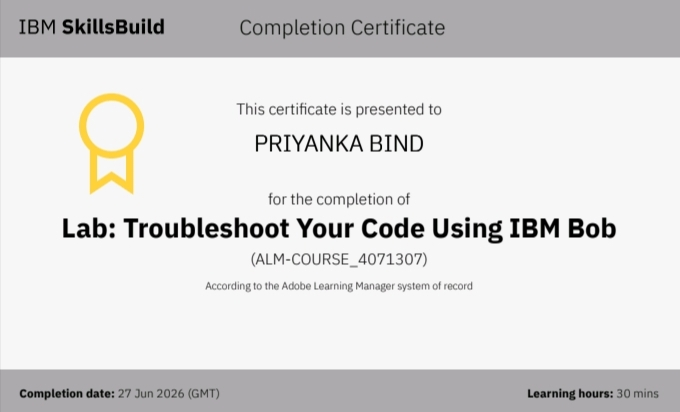 IBM SkillsBuild
Completion Certificate
This certificate is presented to
PRIYANKA BIND
for the completion of
Lab: Troubleshoot Your Code Using IBM Bob
(ALM-COURSE_4071307)
According to the Adobe Learning Manager system of record
Completion date: 27 Jun 2026 (GMT)
Learning hours: 30 mins